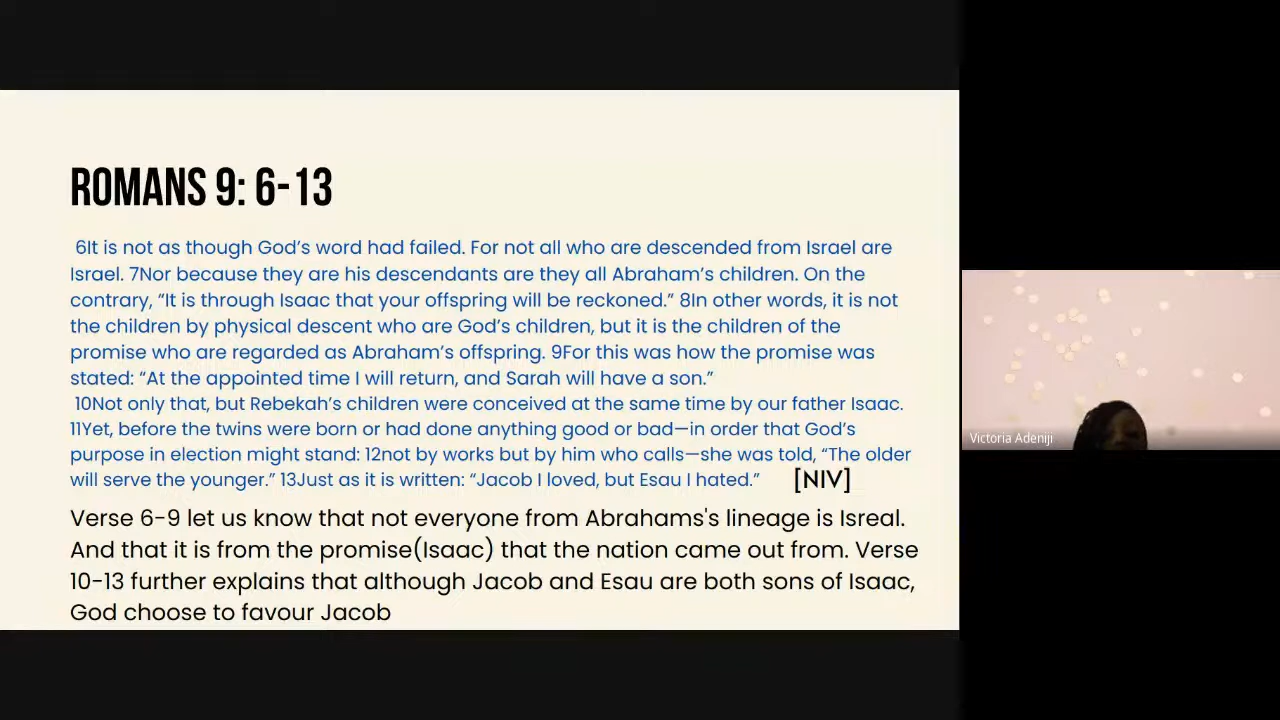 ROMANS 9: 6-13
6It is not as though God’s word had failed. For not all who are descended from Israel are
Israel. 7Nor because they are his descendants are they all Abraham’s children. On the
contrary, “It is through Isaac that your offspring will be reckoned.” 8In other words, it is not
the children by physical descent who are God’s children, but it is the children of the
promise who are regarded as Abraham’s offspring. 9For this was how the promise was
stated: “At the appointed time I will return, and Sarah will have a son.”
10Not only that, but Rebekah’s children were conceived at the same time by our father Isaac.
11Yet, before the twins were born or had done anything good or bad—in order that God’s
purpose in election might stand: 12not by works but by him who calls—she was told, “The older
will serve the younger.” 13Just as it is written: “Jacob I loved, but Esau I hated.” [NIV]
Verse 6-9 let us know that not everyone from Abrahams's lineage is Isreal.
And that it is from the promise(Isaac) that the nation came out from. Verse
10-13 further explains that although Jacob and Esau are both sons of Isaac,
God choose to favour Jacob
Victoria Adeniji